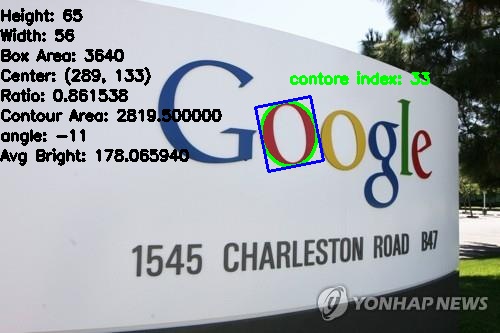 Height: 65
Width: 56
Box Area: 3640
Center: (289, 133)
Ratio: 0.861538
Contour Area: 2819.500000
angle: -11
Avg Bright: 178.065940
contore index: 33
Google
1545 CHARLESTON ROAD B47
YONHAP NEWS